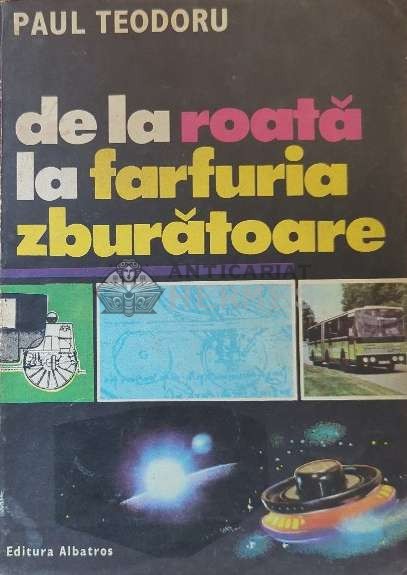 PAUL TEODORU
de la roată
la farfuria
zburătoare
ANTICARIAT
Editura Albatros